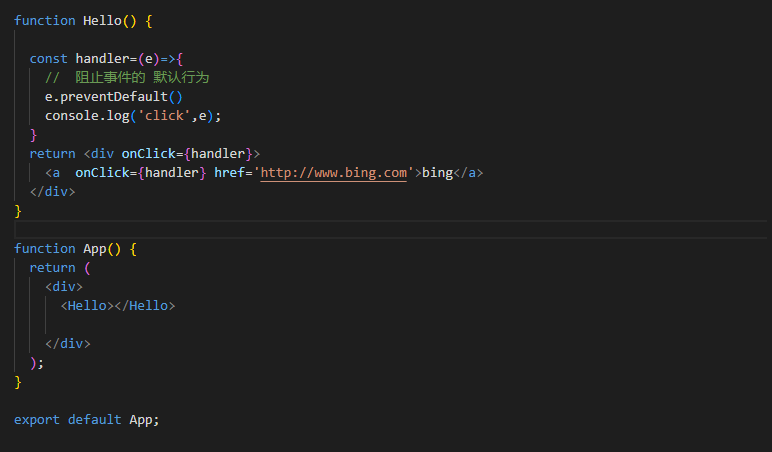 function Hello() {
const handler=(e)=>{
//  阻止事件的 默认行为
e.preventDefault()
console.log('click',e);
}
return <div onClick={handler}>
<a  onClick={handler} href='http://www.bing.com'>bing</a>
</div>
}
function App() {
return (
<div>
<Hello></Hello>
</div>
);
}
export default App;